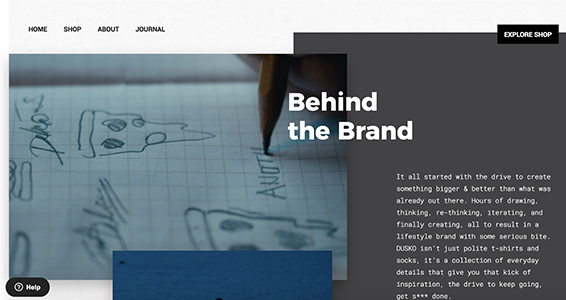 HOME
SHOP
ABOUT
JOURNAL
EXPLORE SHOP
Behind
the Brand
It all started with the drive to create
something bigger & better than what was
already out there. Hours of drawing,
thinking, re-thinking, iterating, and
finally creating, all to result in a
lifestyle brand with some serious bite.
DUSKO isn't just polite t-shirts and
socks, it's a collection of everyday
details that give you that kick of
inspiration, the drive to keep going,
get s*** done.
ANOTH
Help